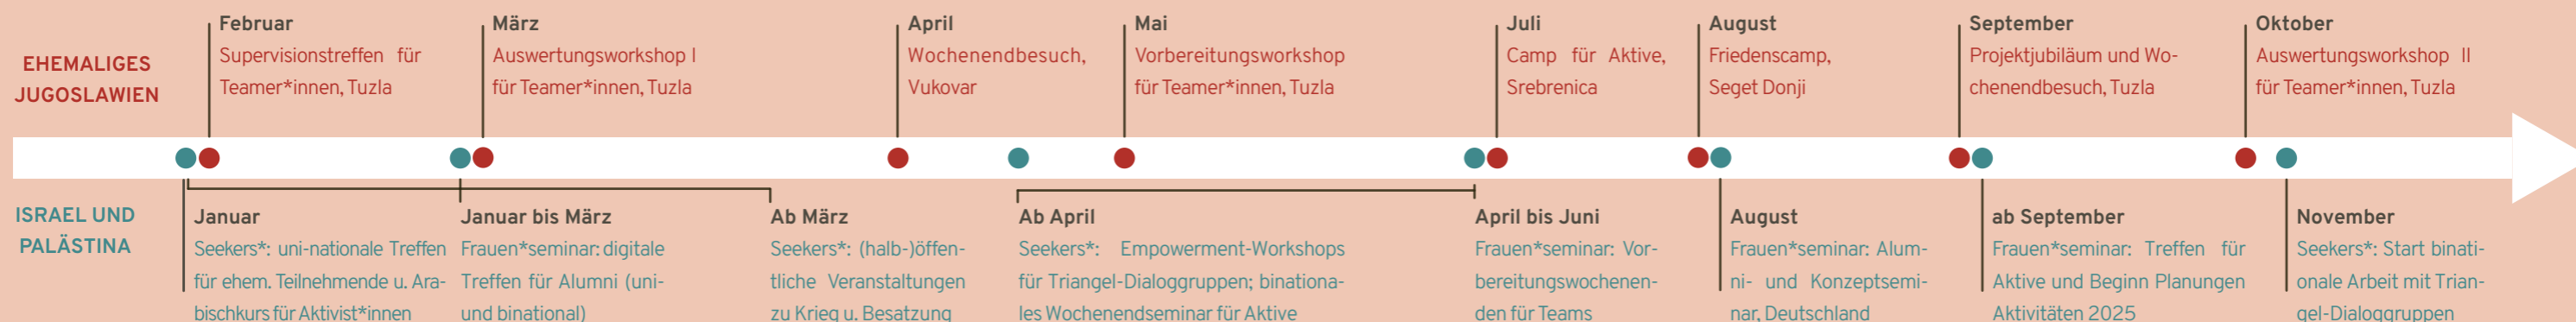 EHEMALIGES
JUGOSLAWIEN
Februar
Supervisionstreffen für
Teamer*innen, Tuzla
März
Auswertungsworkshop I
für Teamer*innen, Tuzla
April
Wochenendbesuch,
Vukovar
Mai
Vorbereitungsworkshop
für Teamer*innen, Tuzla
Juli
Camp für Aktive,
Srebrenica
August
Friedenscamp,
Seget Donji
September
Projektjubiläum und Wo-
chenendbesuch, Tuzla
Oktober
Auswertungsworkshop II
für Teamer*innen, Tuzla
ISRAEL UND
PALÄSTINA
Januar
Seekers*: uni-nationale Treffen
für ehem. Teilnehmende u. Ara-
bischkurs für Aktivist*innen
Januar bis März
Frauen*seminar: digitale
Treffen für Alumni (uni-
und binational)
Ab März
Seekers*: (halb-)öffen-
tliche Veranstaltungen
zu Krieg u. Besatzung
Ab April
Seekers*: Empowerment-Workshops
für Triangel-Dialoggruppen; binationa-
les Wochenendseminar für Aktive
April bis Juni
Frauen*seminar: Vor-
bereitungswochenen-
den für Teams
August
Frauen*seminar: Alum-
ni- und Konzeptsemi-
nar, Deutschland
ab September
Frauen*seminar: Treffen für
Aktive und Beginn Planungen
Aktivitäten 2025
November
Seekers*: Start binati-
onale Arbeit mit Trian-
gel-Dialoggruppen